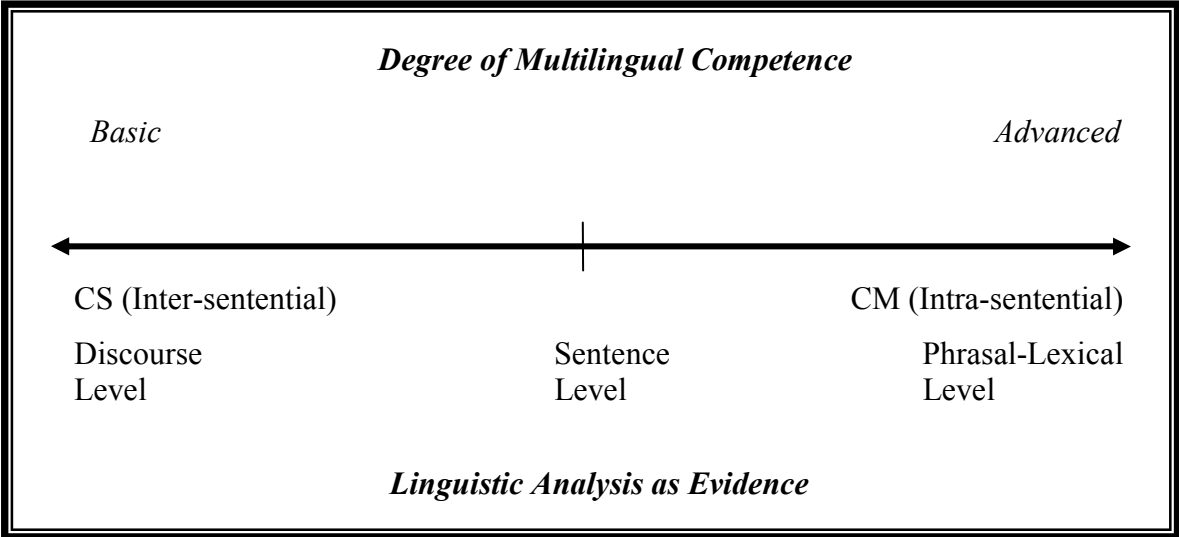 Degree of Multilingual Competence
Basic Advanced
CS (Inter-sentential) CM (Intra-sentential)
Discourse Sentence Phrasal-Lexical
Level Level Level
Linguistic Analysis as Evidence